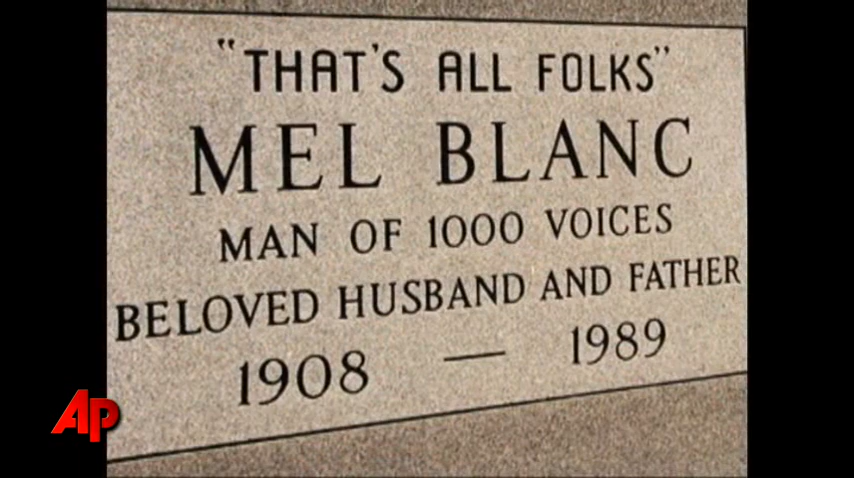 "THAT'S ALL FOLKS"
MEL BLANC
MAN OF 1000 VOICES
BELOVED HUSBAND AND FATHER
1908 — 1989
AP